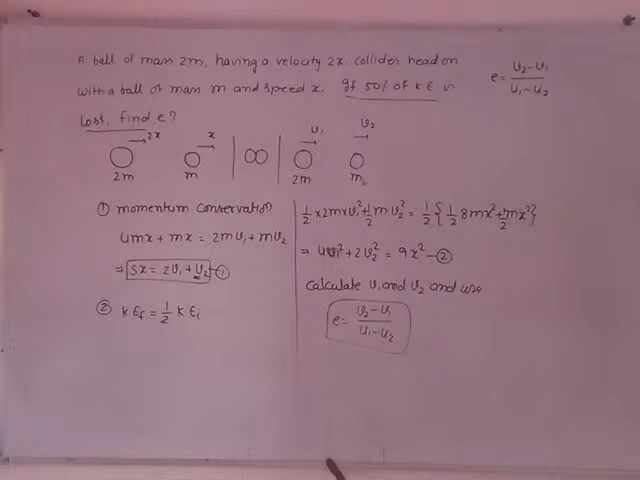 A ball of mass 2m, having a velocity 2x collides head on
with a ball of mass m and speed x. If 50% of K.E is
lost, find e?
e = (v₂ - v₁)/(u₁ - u₂)
→ 2x → x → v₁ → v₂
2m m 2m m
① momentum conservation
4mx + mx = 2mv₁ + mv₂
⇒ 5x = 2v₁ + v₂ — ①
② KEf = 1/2 KEi
1/2 × 2m × v₁² + 1/2 m v₂² = 1/2 { 1/2 8mx² + 1/2 mx² }
⇒ 4v₁² + 2v₂² = 9x² — ②
Calculate v₁ and v₂ and use
e = (v₂ - v₁)/(u₁ - u₂)